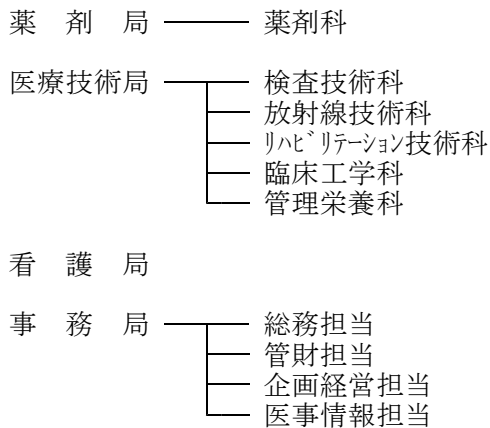 薬　剤　局　薬剤科
医療技術局　検査技術科
放射線技術科
ﾘﾊﾋﾞﾘﾃｰｼｮﾝ技術科
臨床工学科
管理栄養科
看　護　局
事　務　局　総務担当
管財担当
企画経営担当
医事情報担当